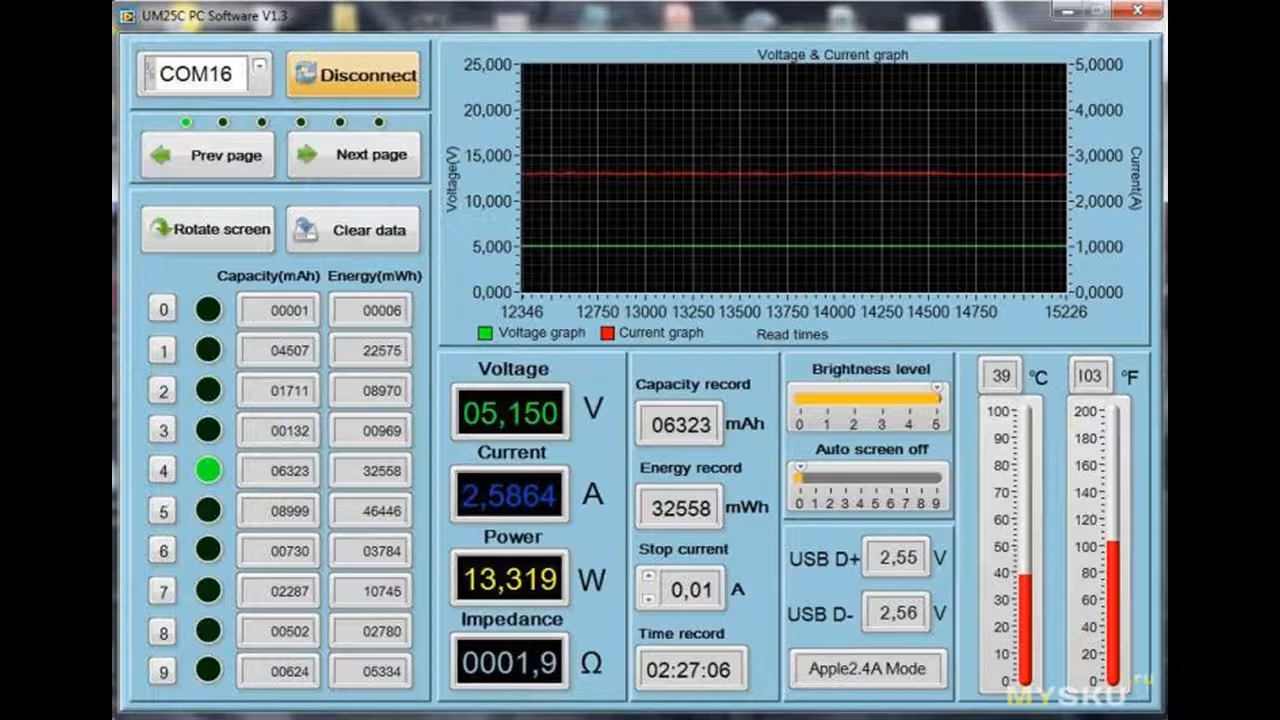 UM25C PC Software V1.3
COM16
Disconnect
Prev page
Next page
Rotate screen
Clear data
Capacity(mAh) Energy(mWh)
0 00001 00006
1 04507 22575
2 01711 08970
3 00132 00969
4 06323 32558
5 08999 46446
6 00730 03784
7 02287 10745
8 00502 02780
9 00624 05334
Voltage & Current graph
25,000
20,000
15,000
10,000
5,000
0,000
Voltage(V)
5,0000
4,0000
3,0000
2,0000
1,0000
0,0000
Current(A)
12346 12750 13000 13250 13500 13750 14000 14250 14500 14750 15226
Voltage graph Current graph Read times
Voltage
05,150 V
Current
2,5864 A
Power
13,319 W
Impedance
0001,9 Ω
Capacity record
06323 mAh
Energy record
32558 mWh
Stop current
0,01 A
Time record
02:27:06
Brightness level
0 1 2 3 4 5
Auto screen off
0 1 2 3 4 5 6 7 8 9
USB D+ 2,55 V
USB D- 2,56 V
Apple2.4A Mode
39 °C
100
90
80
70
60
50
40
30
20
10
0
103 °F
200
180
160
140
120
100
80
60
40
20
0
MYSKU.ru